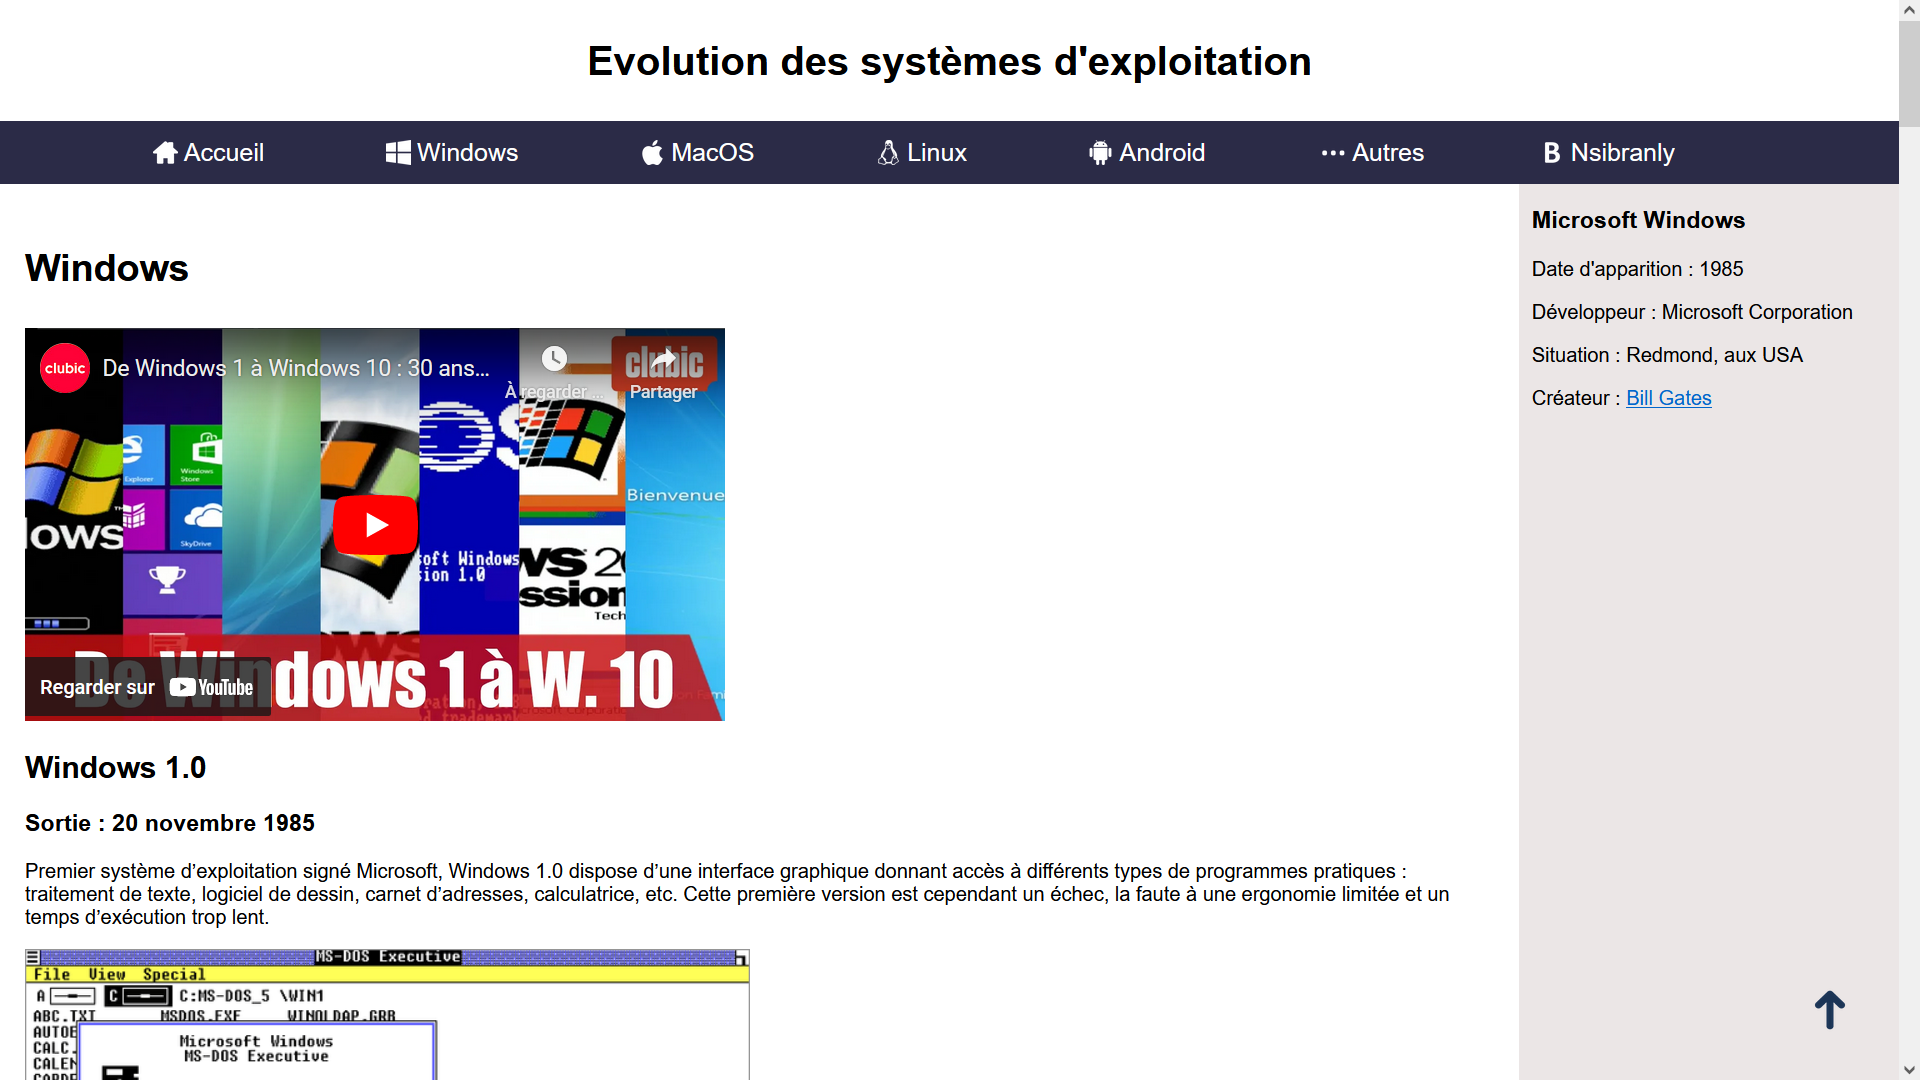 Evolution des systèmes d'exploitation
Accueil
Windows
MacOS
Linux
Android
Autres
B Nsibranly
Windows
clubic
De Windows 1 à Windows 10 : 30 ans...
À regarder ...
clubic
Partager
Explorer
Windows Store
SkyDrive
Bienvenue
oft Windows
ion 1.0
Tech
De Windows 1 à W. 10
Regarder sur YouTube
Windows 1.0
Sortie : 20 novembre 1985
Premier système d’exploitation signé Microsoft, Windows 1.0 dispose d’une interface graphique donnant accès à différents types de programmes pratiques :
traitement de texte, logiciel de dessin, carnet d’adresses, calculatrice, etc. Cette première version est cependant un échec, la faute à une ergonomie limitée et un
temps d’exécution trop lent.
MS-DOS Executive
File View Special
A C C:MS-DOS_5 \WIN1
ABC.TXT MSDOS.EXE WINOLDAP.GRB
AUTOE
CALC.
CALEN
Microsoft Windows
MS-DOS Executive
Microsoft Windows
Date d'apparition : 1985
Développeur : Microsoft Corporation
Situation : Redmond, aux USA
Créateur : Bill Gates